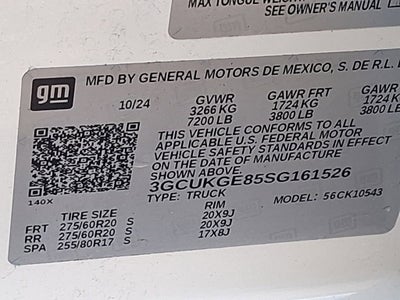 MAX TONGUE WEIGHT
SEE OWNER'S MANUAL
gm
MFD BY GENERAL MOTORS DE MEXICO, S. DE R.L.
10/24 GVWR GAWR FRT GAWR
3266 KG 1724 KG 1724 K
7200 LB 3800 LB 3800 LB
THIS VEHICLE CONFORMS TO ALL
APPLICABLE U.S. FEDERAL MOTOR
VEHICLE SAFETY STANDARDS IN EFFECT
ON THE DATE OF MANUFACTURE SHOWN ABOVE.
3GCUKGE85SG161526
TYPE: TRUCK MODEL: 56CK10543
140X
TIRE SIZE RIM
FRT 275/60R20 S 20X9J
RR 275/60R20 S 20X9J
SPA 255/80R17 S 17X8J